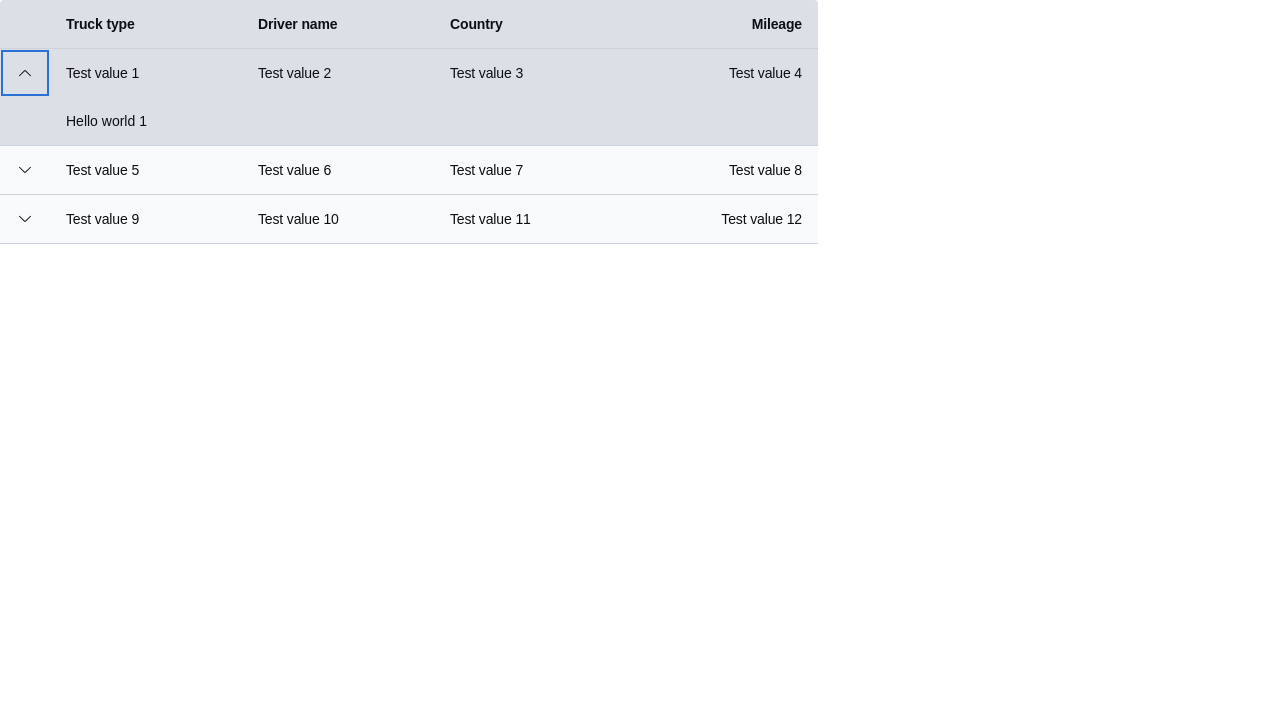 Truck type Driver name Country Mileage
Test value 1 Test value 2 Test value 3 Test value 4
Hello world 1
Test value 5 Test value 6 Test value 7 Test value 8
Test value 9 Test value 10 Test value 11 Test value 12